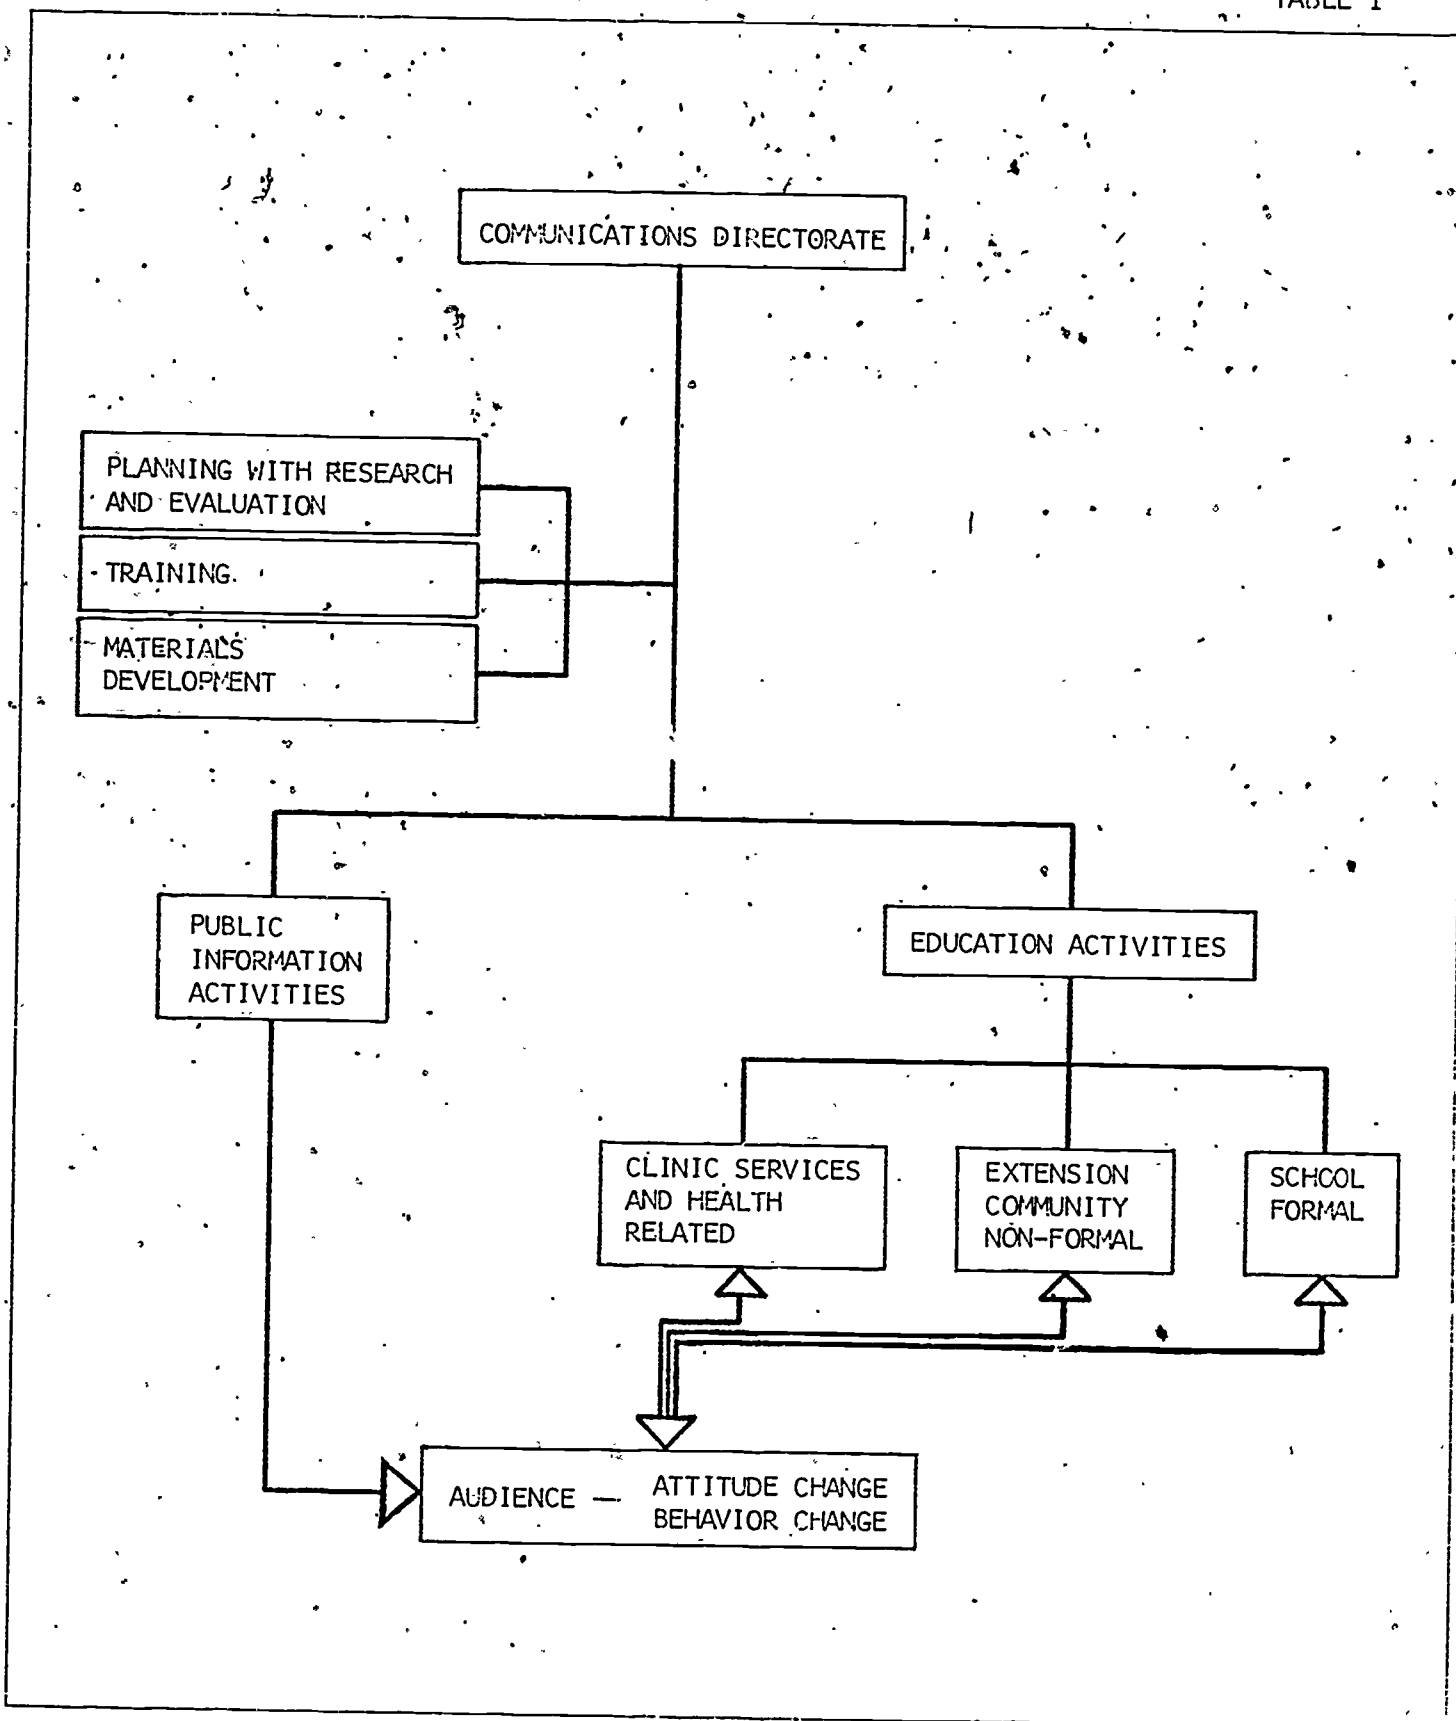 TABLE I
COMMUNICATIONS DIRECTORATE
PLANNING WITH RESEARCH
AND EVALUATION
TRAINING
MATERIALS
DEVELOPMENT
PUBLIC
INFORMATION
ACTIVITIES
EDUCATION ACTIVITIES
CLINIC SERVICES
AND HEALTH
RELATED
EXTENSION
COMMUNITY
NON-FORMAL
SCHOOL
FORMAL
AUDIENCE — ATTITUDE CHANGE
BEHAVIOR CHANGE